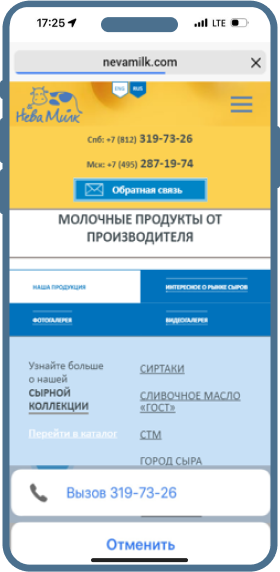 17:25
LTE
nevamilk.com
ENG
RUS
Нева Милк
Спб: +7 (812) 319-73-26
Мск: +7 (495) 287-19-74
Обратная связь
МОЛОЧНЫЕ ПРОДУКТЫ ОТ
ПРОИЗВОДИТЕЛЯ
НАША ПРОДУКЦИЯ
ИНТЕРЕСНОЕ О РЫНКЕ СЫРОВ
ФОТОГАЛЕРЕЯ
ВИДЕОГАЛЕРЕЯ
Узнайте больше
о нашей
СЫРНОЙ
КОЛЛЕКЦИИ
Перейти в каталог
СИРТАКИ
СЛИВОЧНОЕ МАСЛО
«ГОСТ»
СТМ
ГОРОД СЫРА
Вызов 319-73-26
Отменить